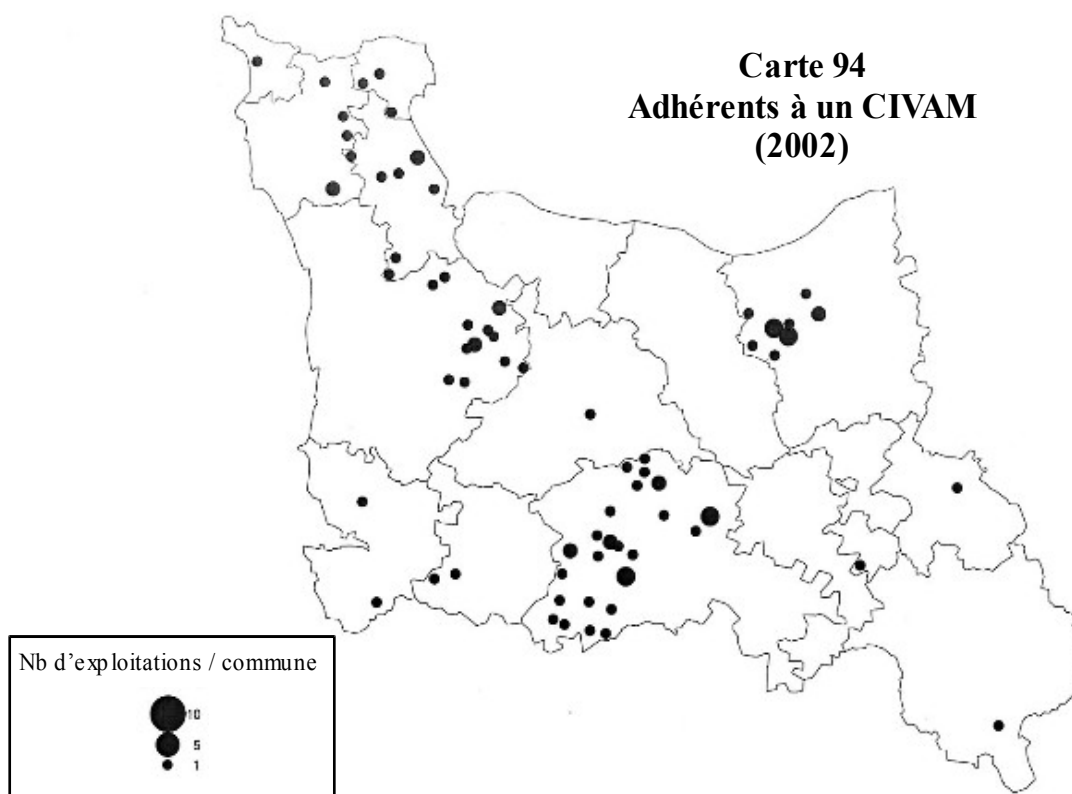 Carte 94
Adhérents à un CIVAM
(2002)
Nb d'exploitations / commune
10
5
1